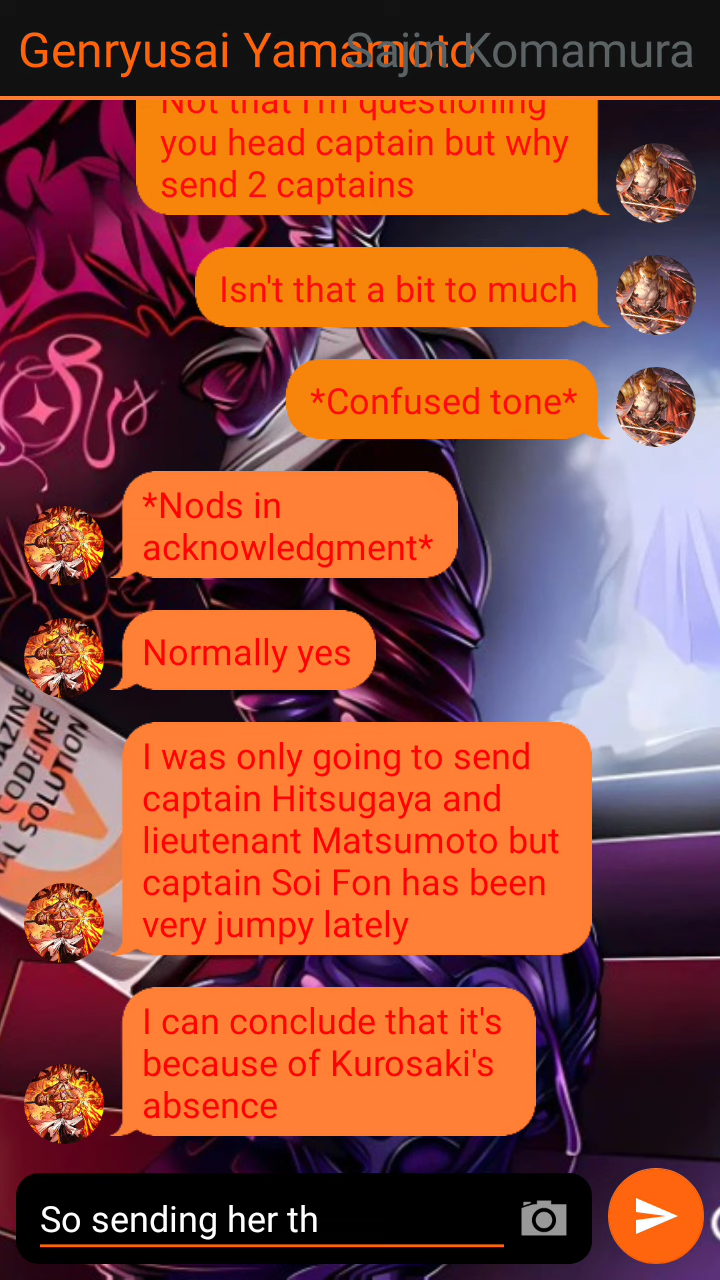 Genryusai Yamamoto Sajin Komamura
Not that I'm questioning
you head captain but why
send 2 captains
Isn't that a bit to much
*Confused tone*
*Nods in
acknowledgment*
Normally yes
I was only going to send
captain Hitsugaya and
lieutenant Matsumoto but
captain Soi Fon has been
very jumpy lately
I can conclude that it's
because of Kurosaki's
absence
CODEINE
SOLUTION
So sending her th